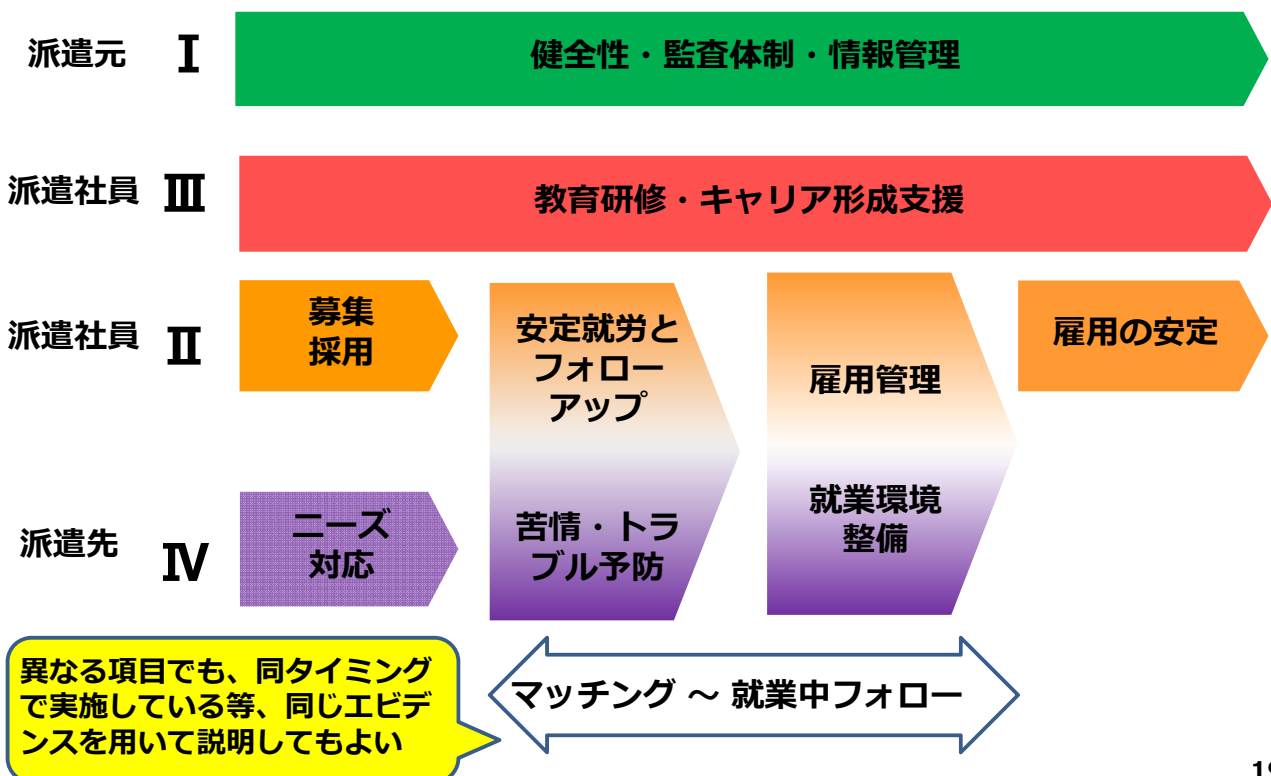 派遣元 Ⅰ
健全性・監査体制・情報管理
派遣社員 Ⅲ
教育研修・キャリア形成支援
派遣社員 Ⅱ
募集
採用
安定就労と
フォロー
アップ
雇用管理
雇用の安定
派遣先 Ⅳ
ニーズ
対応
苦情・トラ
ブル予防
就業環境
整備
異なる項目でも、同タイミング
で実施している等、同じエビデ
ンスを用いて説明してもよい
マッチング ～ 就業中フォロー